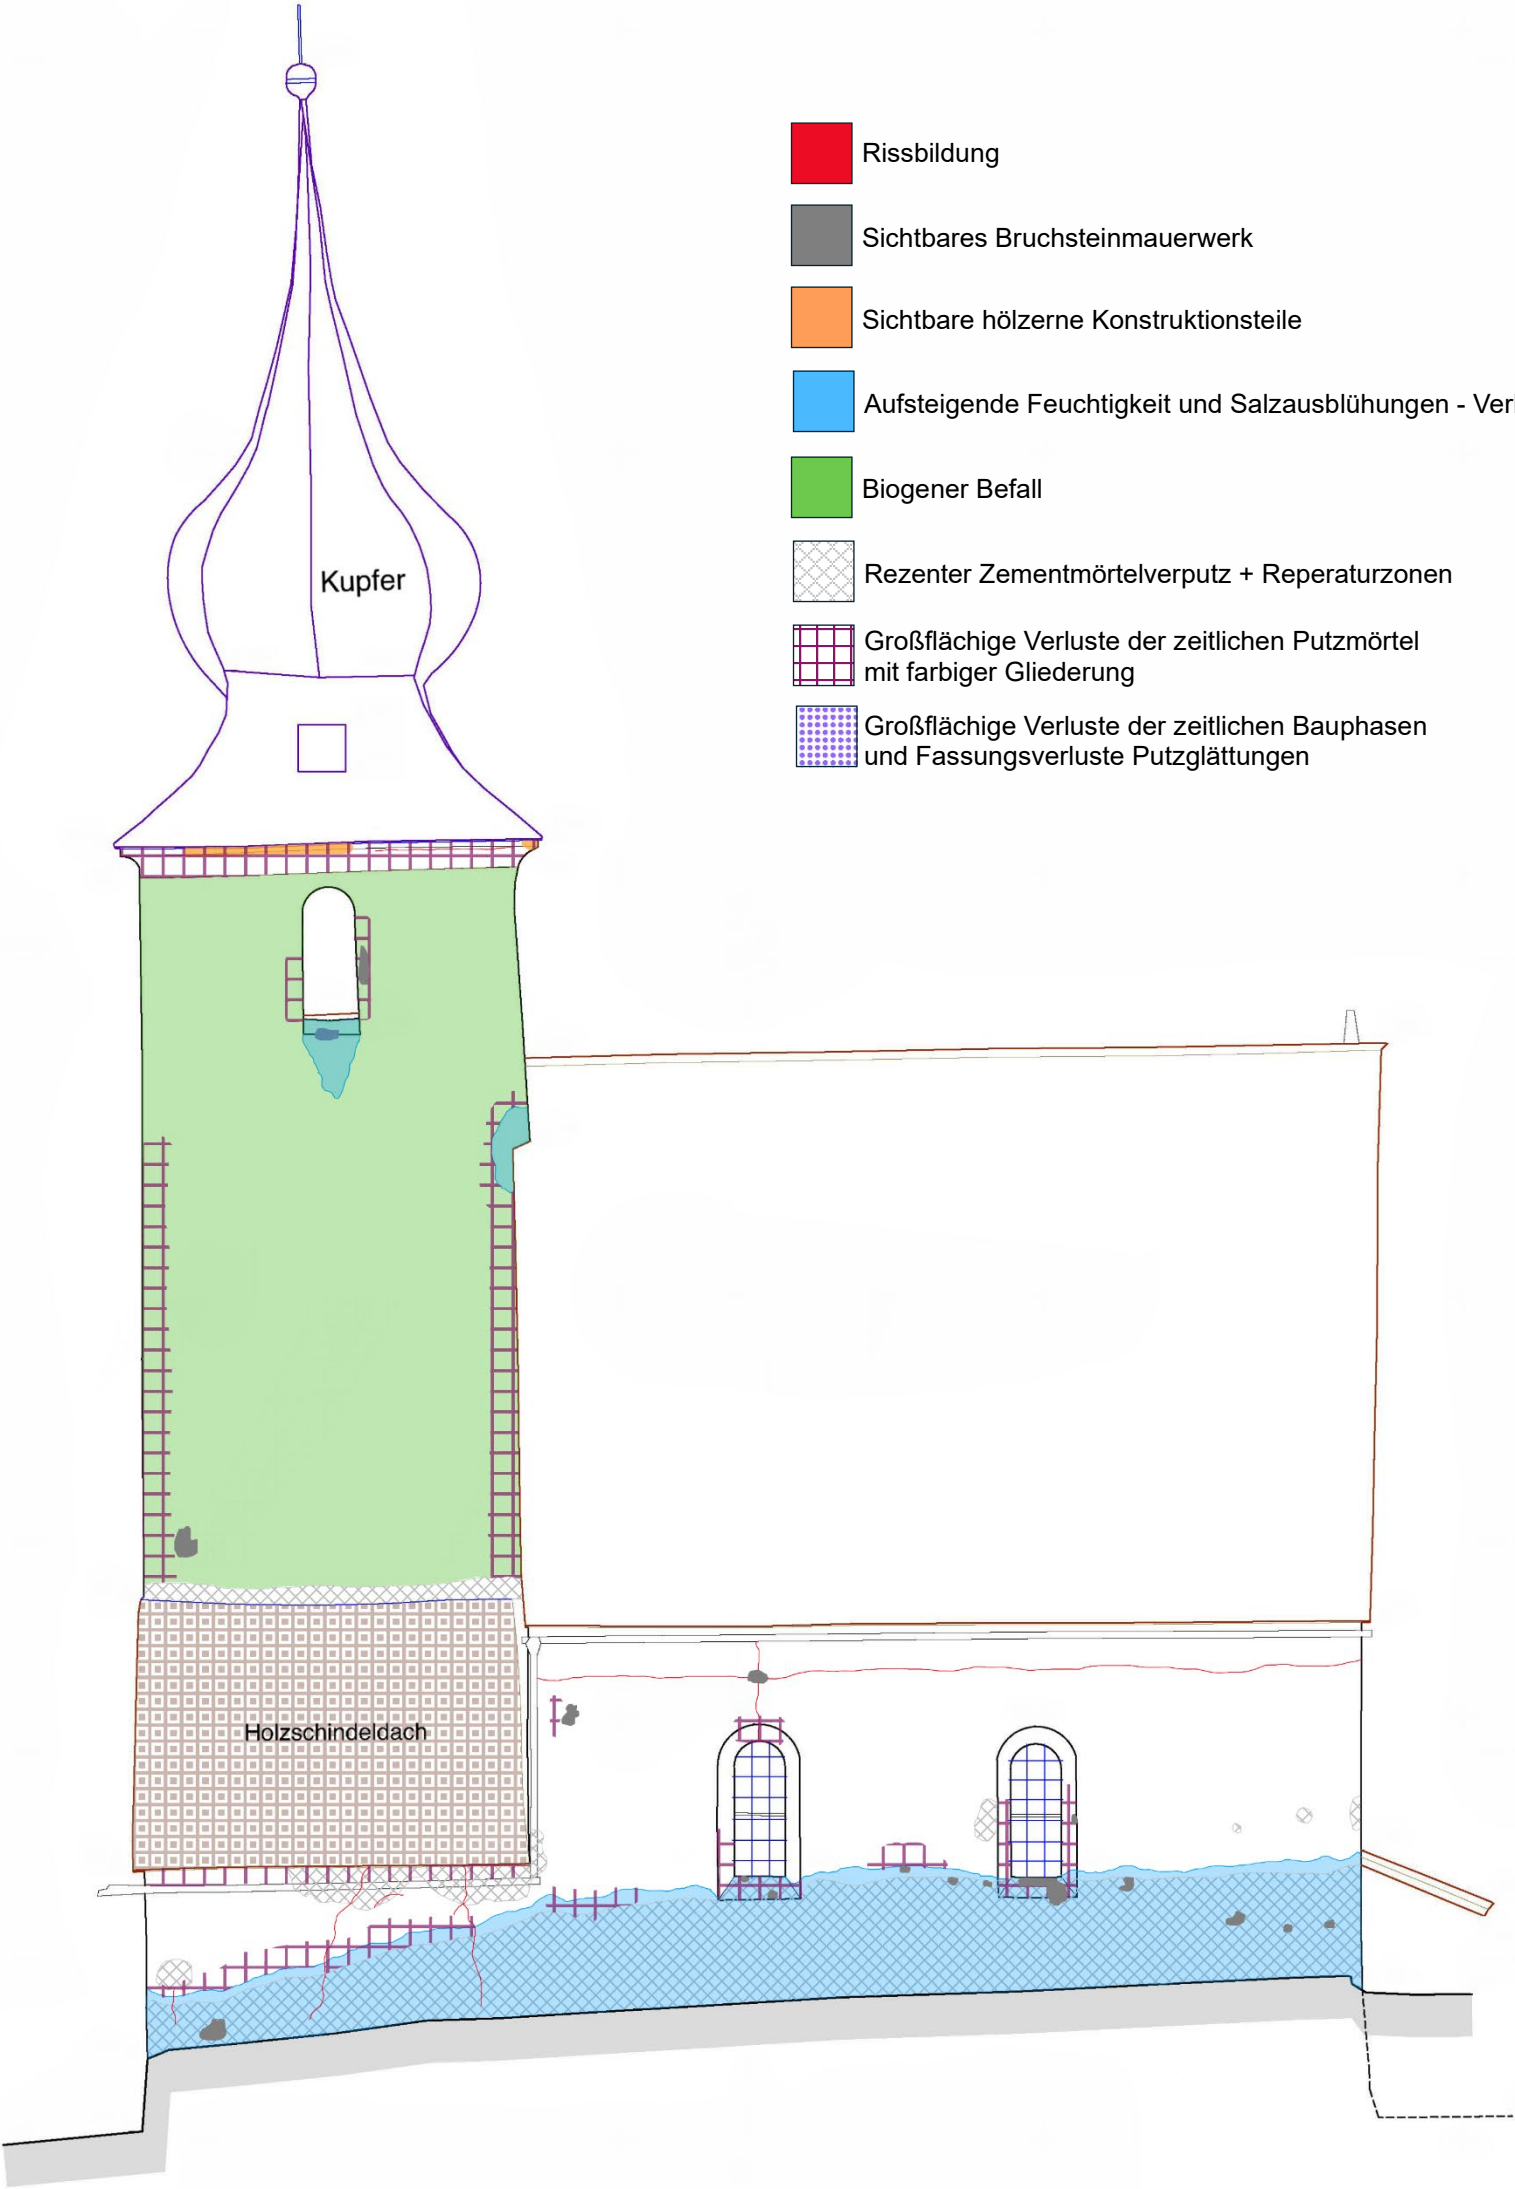 Rissbildung
Sichtbares Bruchsteinmauerwerk
Sichtbare hölzerne Konstruktionsteile
Aufsteigende Feuchtigkeit und Salzausblühungen -
Biogener Befall
Rezenter Zementmörtelverputz + Reperaturzonen
Großflächige Verluste der zeitlichen Putzmörtel
mit farbiger Gliederung
Großflächige Verluste der zeitlichen Bauphasen
und Fassungsverluste Putzglättungen
Kupfer
Holzschindeldach